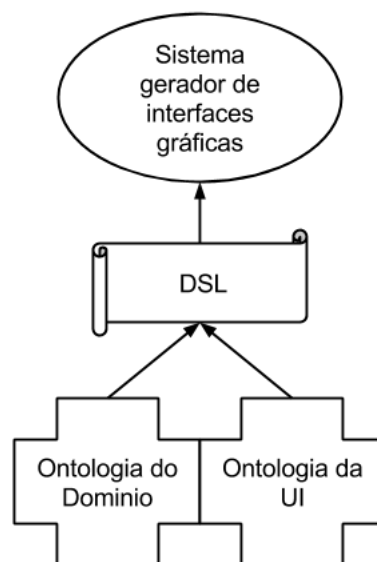 Sistema
gerador de
interfaces
gráficas
DSL
Ontologia do
Dominio
Ontologia da
UI